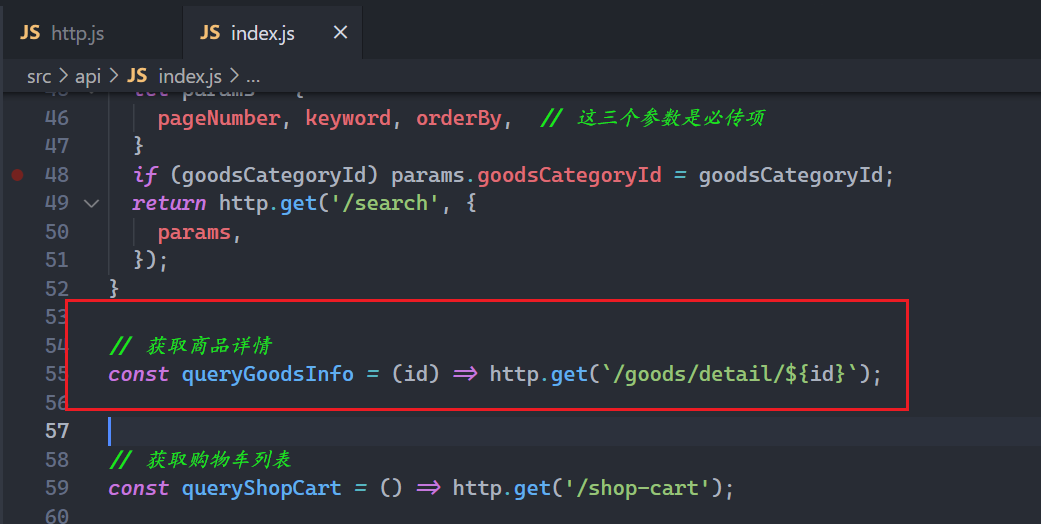 JS http.js JS index.js ×
src > api > JS index.js > ...
46 pageNumber, keyword, orderBy, // 这三个参数是必传项
47 }
48 if (goodsCategoryId) params.goodsCategoryId = goodsCategoryId;
49 return http.get('/search', {
50 params,
51 });
52 }
53
54 // 获取商品详情
55 const queryGoodsInfo = (id) => http.get(`/goods/detail/${id}`);
56
57
58 // 获取购物车列表
59 const queryShopCart = () => http.get('/shop-cart');
60